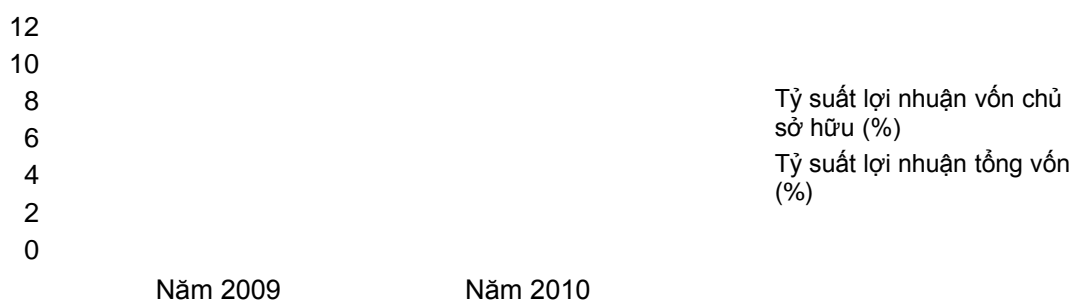 12
10
8
6
4
2
0
Năm 2009
Năm 2010
Tỷ suất lợi nhuận vốn chủ
sở hữu (%)
Tỷ suất lợi nhuận tổng vốn
(%)